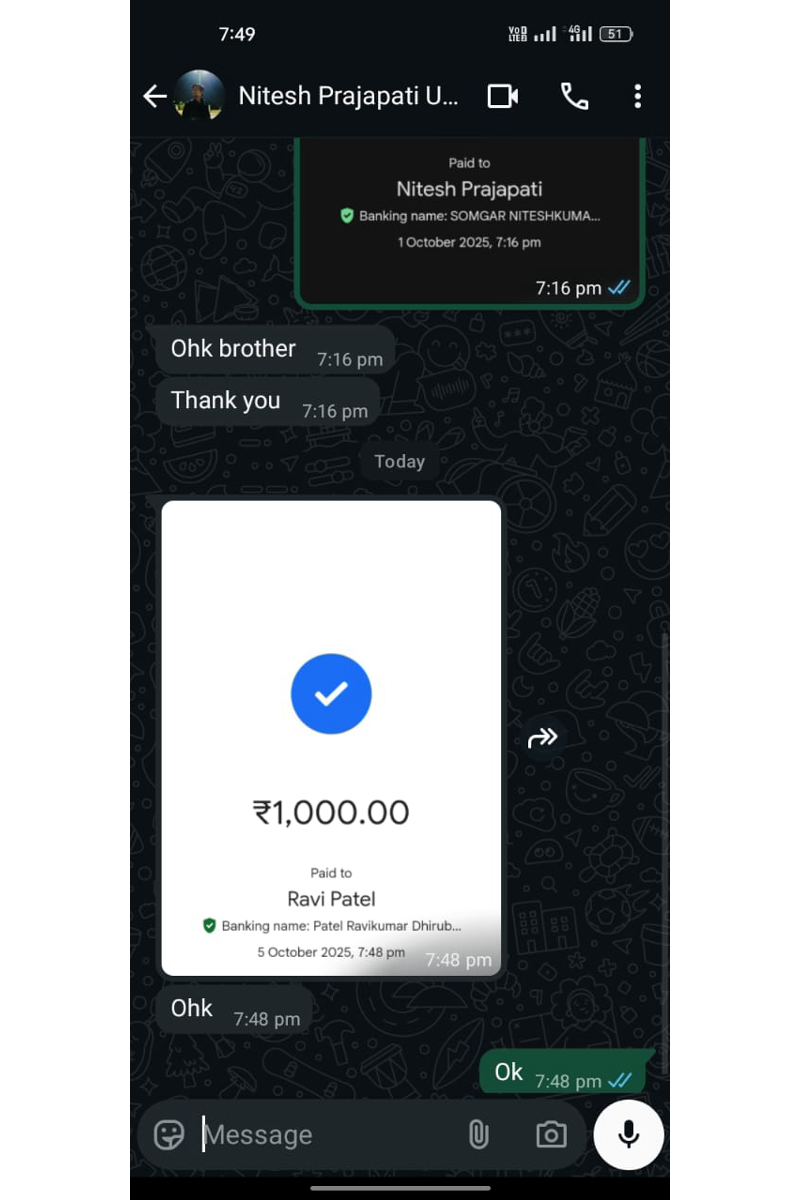 7:49
VoD LTE2 4G 51
Nitesh Prajapati U...
Paid to
Nitesh Prajapati
Banking name: SOMGAR NITESHKUMA...
1 October 2025, 7:16 pm
7:16 pm
Ohk brother 7:16 pm
Thank you 7:16 pm
Today
₹1,000.00
Paid to
Ravi Patel
Banking name: Patel Ravikumar Dhirub...
5 October 2025, 7:48 pm
7:48 pm
Ohk 7:48 pm
Ok 7:48 pm
Message